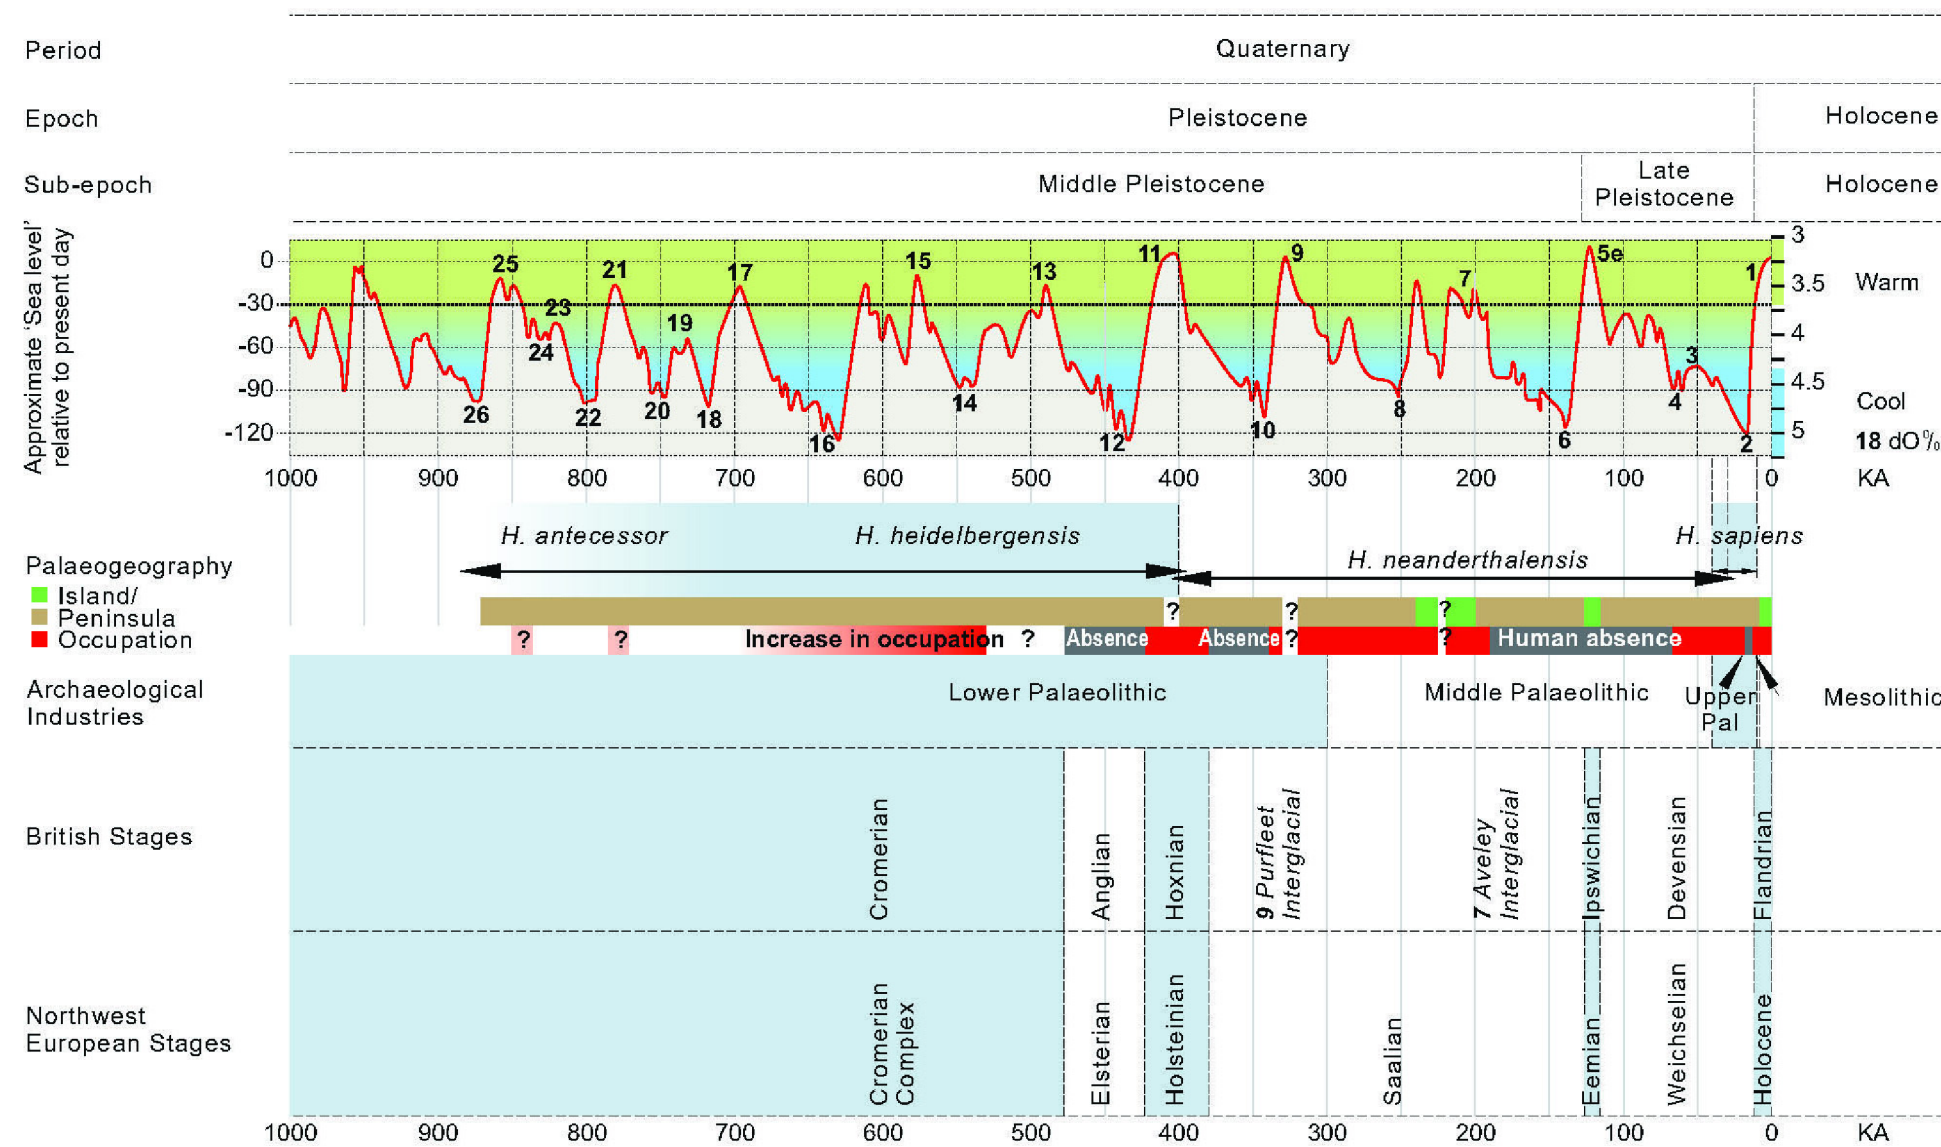 Period
Quaternary
Epoch
Pleistocene
Holocene
Sub-epoch
Middle Pleistocene
Late
Pleistocene
Holocene
Approximate 'Sea level'
relative to present day
0
-30
-60
-90
-120
25
23
24
26
21
22
19
20
17
18
16
15
14
13
12
11
10
9
8
7
6
5e
4
3
2
1
3
3.5
4
4.5
5
Warm
Cool
18 dO%
1000 900 800 700 600 500 400 300 200 100 0 KA
H. antecessor
H. heidelbergensis
H. neanderthalensis
H. sapiens
Palaeogeography
Island/
Peninsula
Occupation
? ? ?
? ? Increase in occupation ? Absence Absence ? ? Human absence
Archaeological
Industries
Lower Palaeolithic
Middle Palaeolithic
Upper
Pal
Mesolithic
British Stages
Cromerian
Anglian
Hoxnian
9 Purfleet
Interglacial
7 Aveley
Interglacial
Ipswichian
Devensian
Flandrian
Northwest
European Stages
Cromerian
Complex
Elsterian
Holsteinian
Saalian
Eemian
Weichselian
Holocene
1000 900 800 700 600 500 400 300 200 100 0 KA